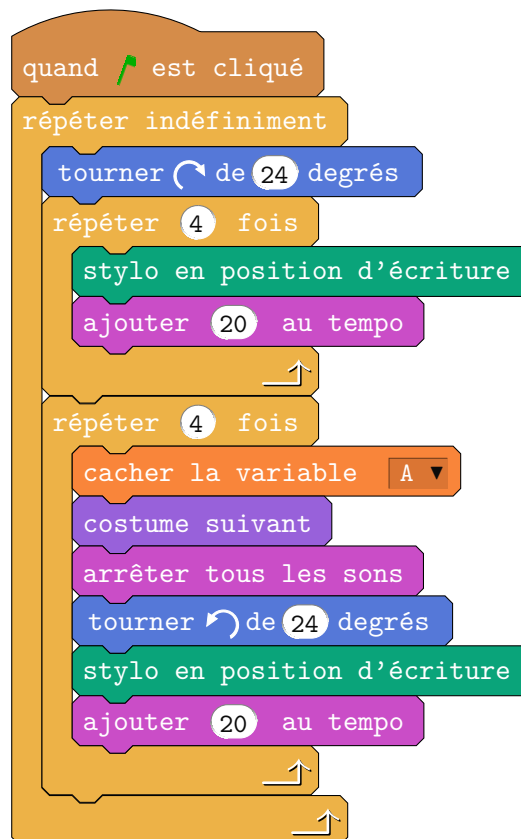 quand est cliqué
répéter indéfiniment
tourner de 24 degrés
répéter 4 fois
stylo en position d'écriture
ajouter 20 au tempo
répéter 4 fois
cacher la variable A
costume suivant
arrêter tous les sons
tourner de 24 degrés
stylo en position d'écriture
ajouter 20 au tempo